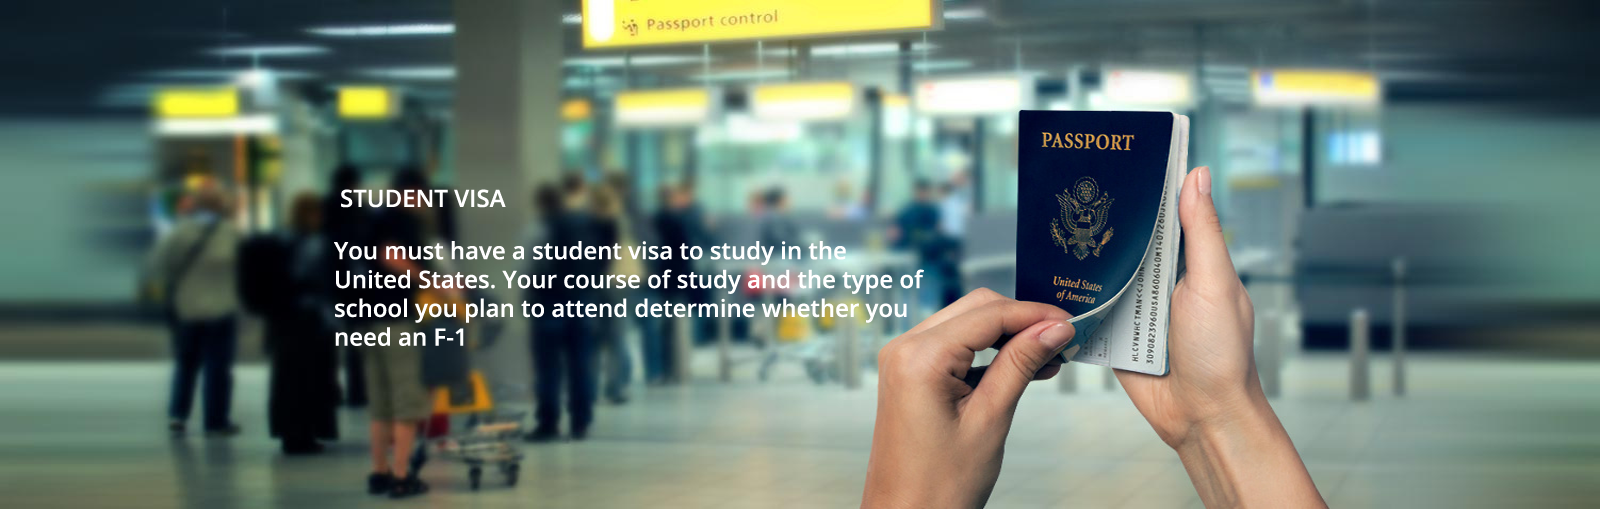 Passport control
PASSPORT
STUDENT VISA
You must have a student visa to study in the
United States. Your course of study and the type of
school you plan to attend determine whether you
need an F-1
United States
of America